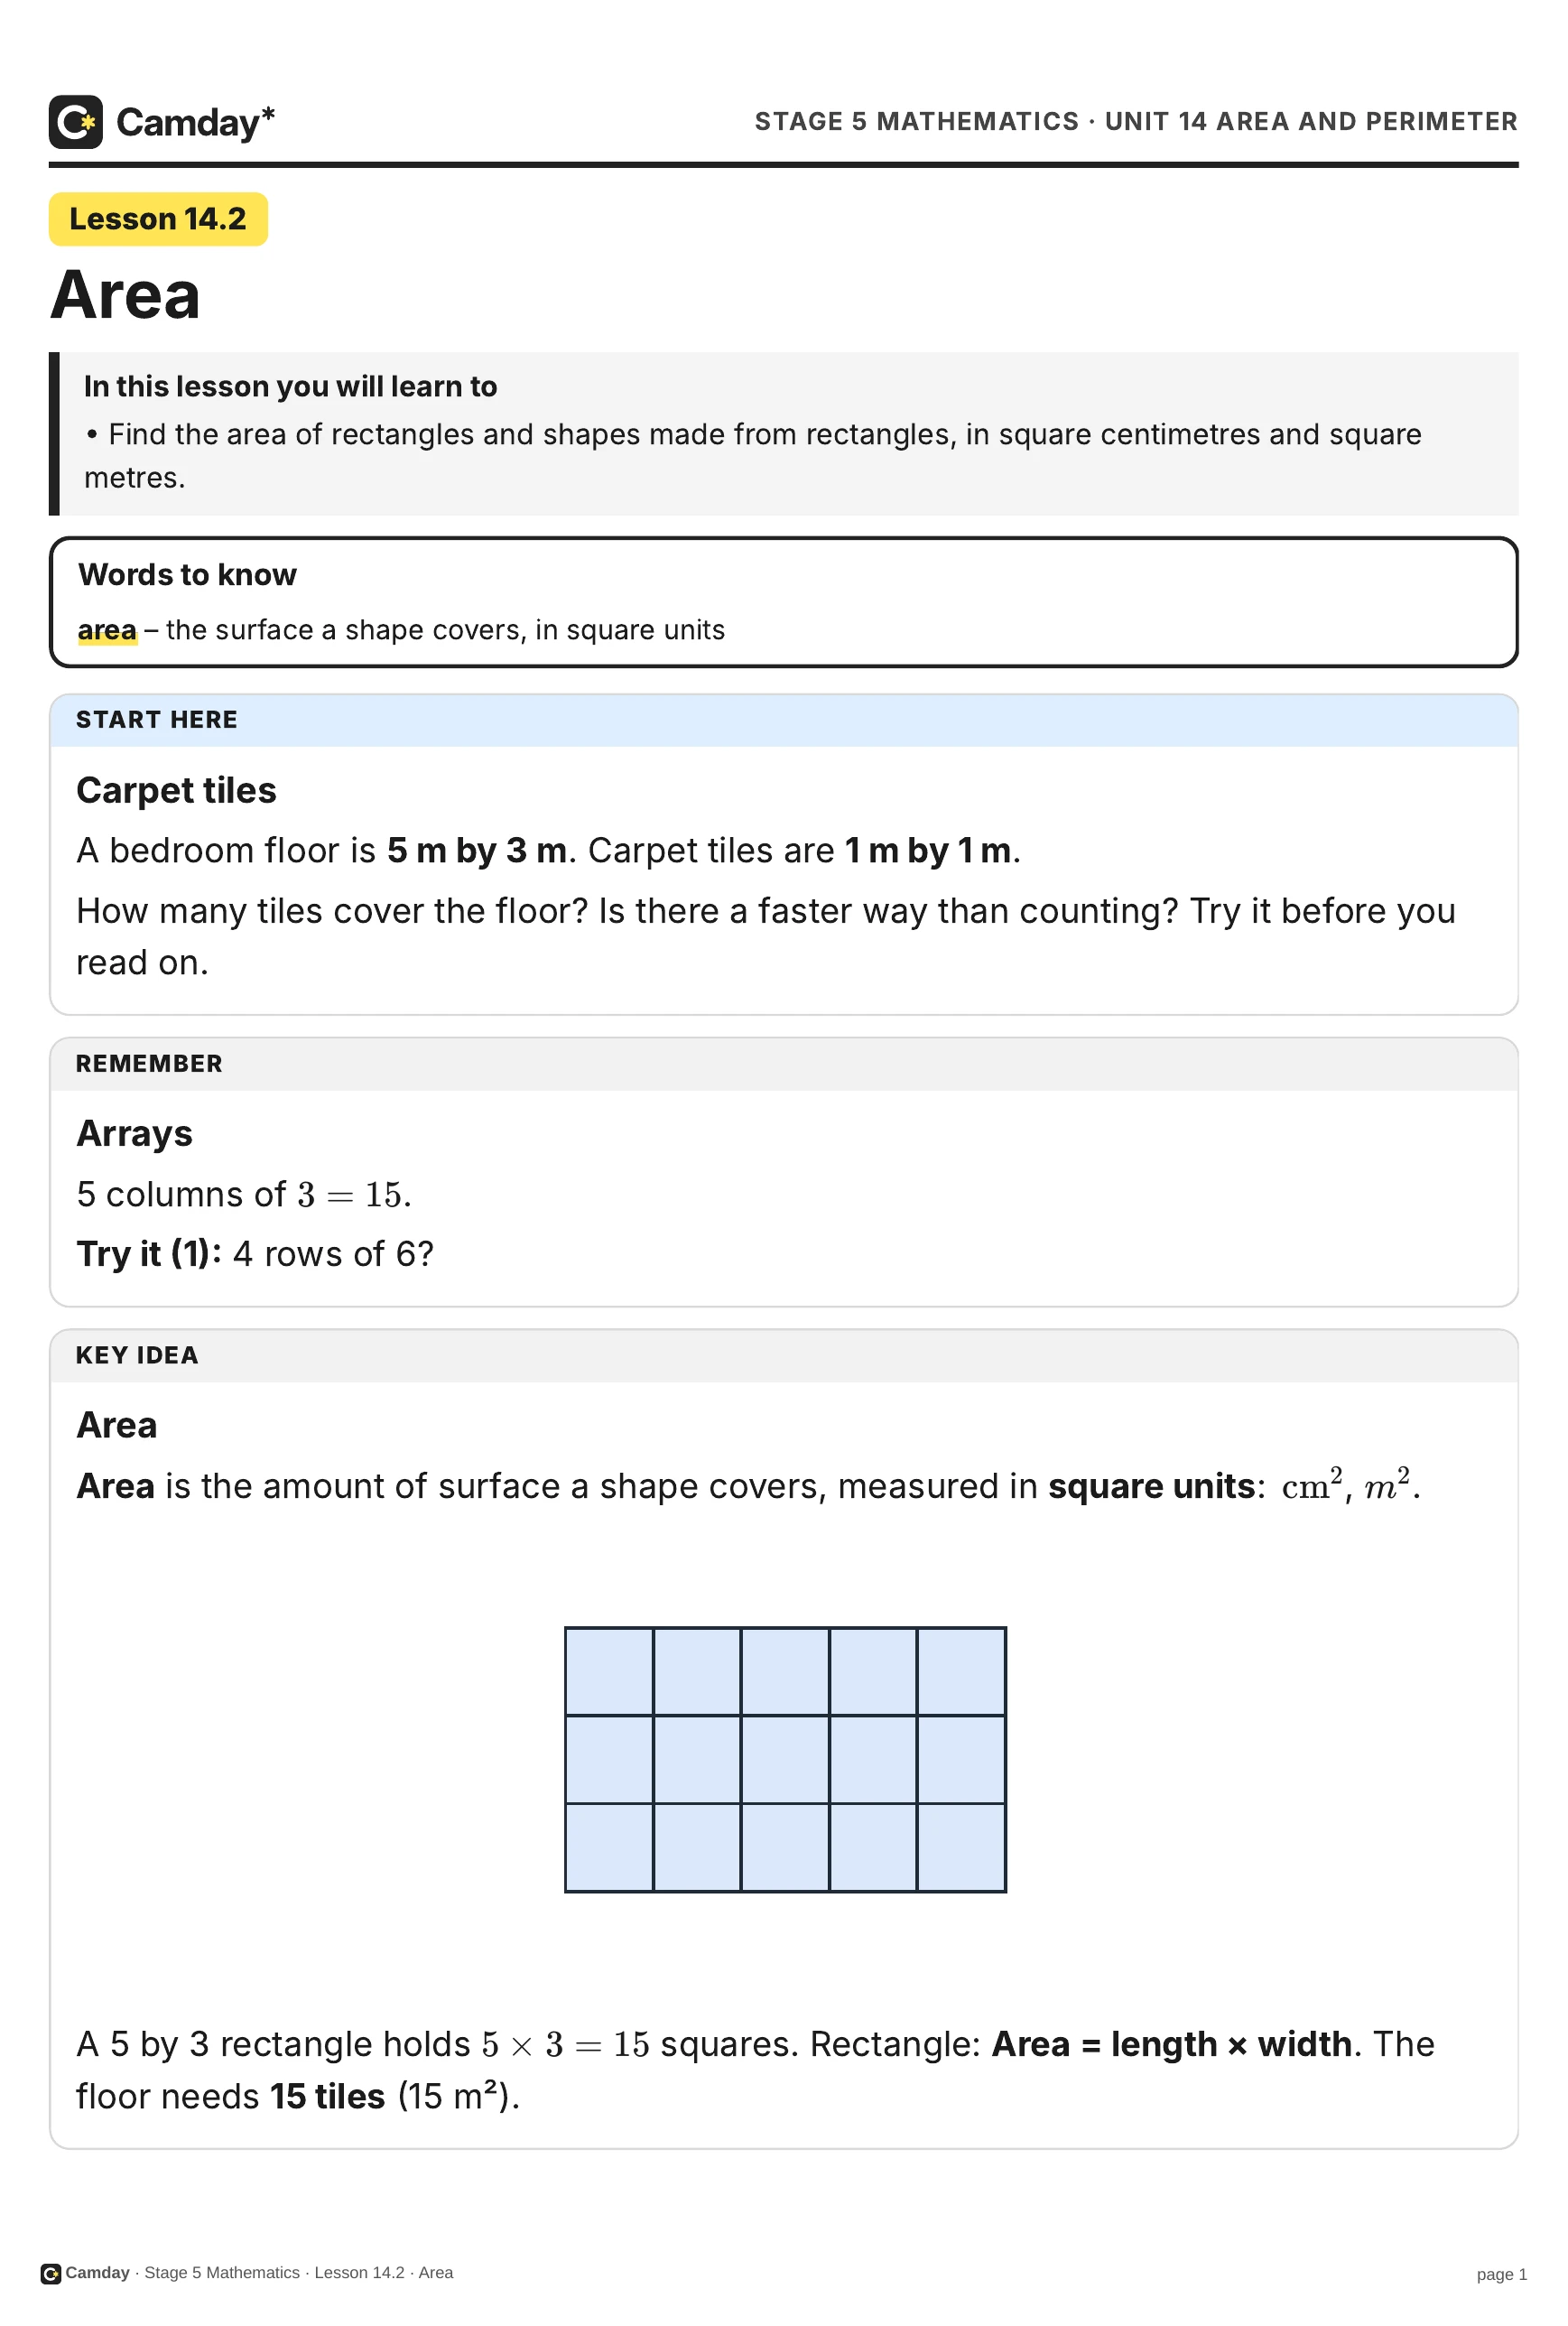 Camday*
STAGE 5 MATHEMATICS · UNIT 14 AREA AND PERIMETER
Lesson 14.2
Area
In this lesson you will learn to
• Find the area of rectangles and shapes made from rectangles, in square centimetres and square
metres.
Words to know
area – the surface a shape covers, in square units
START HERE
Carpet tiles
A bedroom floor is 5 m by 3 m. Carpet tiles are 1 m by 1 m.
How many tiles cover the floor? Is there a faster way than counting? Try it before you
read on.
REMEMBER
Arrays
5 columns of 3 = 15.
Try it (1): 4 rows of 6?
KEY IDEA
Area
Area is the amount of surface a shape covers, measured in square units: cm², m².
A 5 by 3 rectangle holds 5 × 3 = 15 squares. Rectangle: Area = length × width. The
floor needs 15 tiles (15 m²).
Camday · Stage 5 Mathematics · Lesson 14.2 · Area
page 1